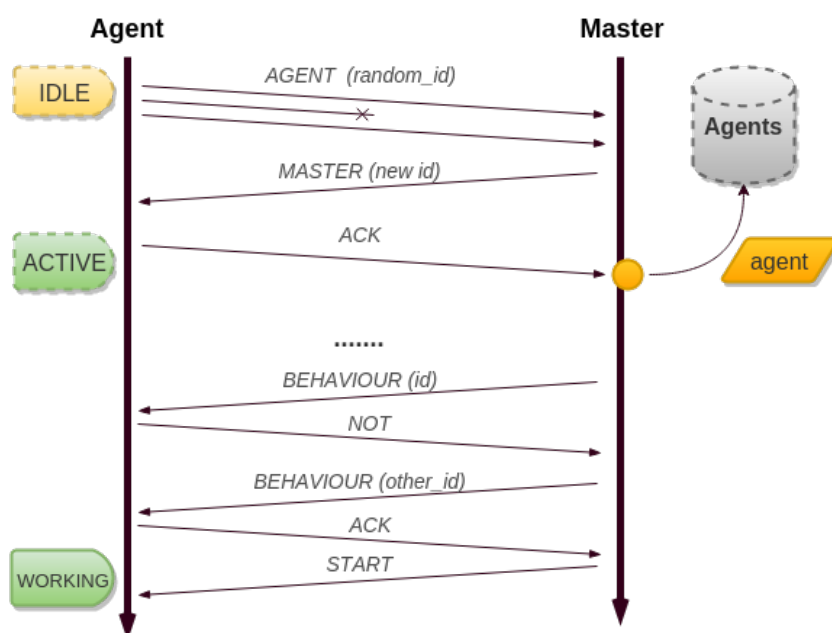 Agent
Master
IDLE
AGENT (random_id)
Agents
MASTER (new id)
ACTIVE
ACK
agent
.......
BEHAVIOUR (id)
NOT
BEHAVIOUR (other_id)
ACK
WORKING
START